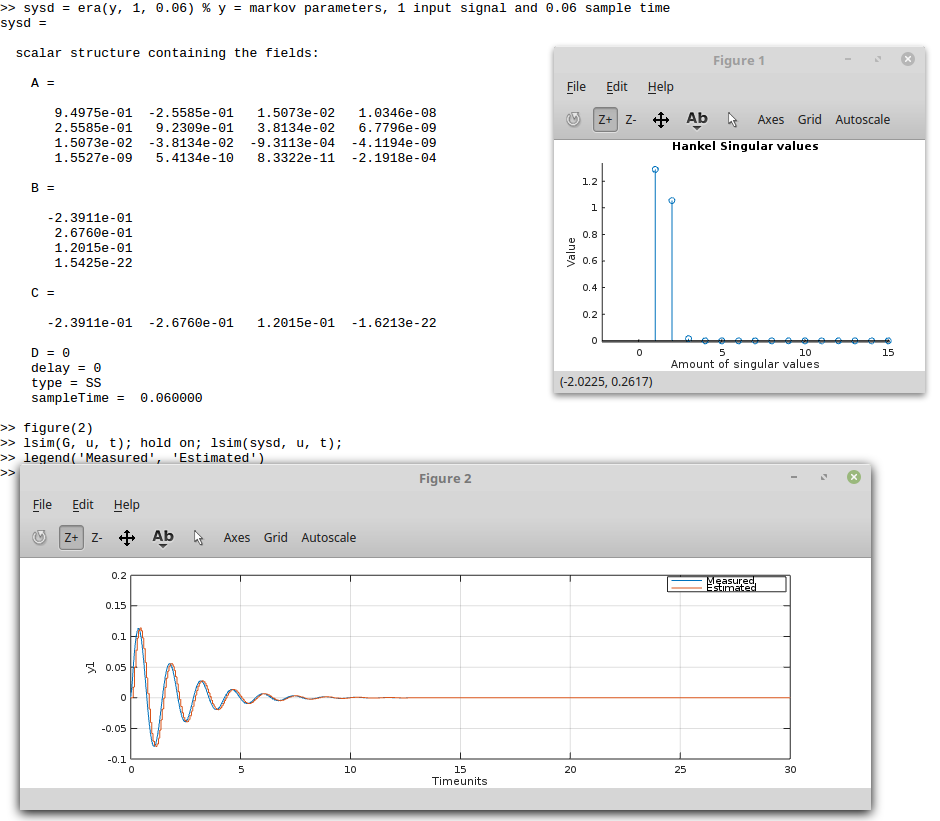 >> sysd = era(y, 1, 0.06) % y = markov parameters, 1 input signal and 0.06 sample time
sysd =
scalar structure containing the fields:
A =
9.4975e-01 -2.5585e-01 1.5073e-02 1.0346e-08
2.5585e-01 9.2309e-01 3.8134e-02 6.7796e-09
1.5073e-02 -3.8134e-02 -9.3113e-04 -4.1194e-09
1.5527e-09 5.4134e-10 8.3322e-11 -2.1918e-04
B =
-2.3911e-01
2.6760e-01
1.2015e-01
1.5425e-22
C =
-2.3911e-01 -2.6760e-01 1.2015e-01 -1.6213e-22
D = 0
delay = 0
type = SS
sampleTime = 0.060000
>> figure(2)
>> lsim(G, u, t); hold on; lsim(sysd, u, t);
>> legend('Measured', 'Estimated')
>>
Figure 1
File Edit Help
Z+ Z- Ab Axes Grid Autoscale
Hankel Singular values
Value
1.2
1
0.8
0.6
0.4
0.2
0
0 5 10 15
Amount of singular values
(-2.0225, 0.2617)
Figure 2
File Edit Help
Z+ Z- Ab Axes Grid Autoscale
Measured
Estimated
y1
0.2
0.15
0.1
0.05
0
-0.05
-0.1
0 5 10 15 20 25 30
Timeunits